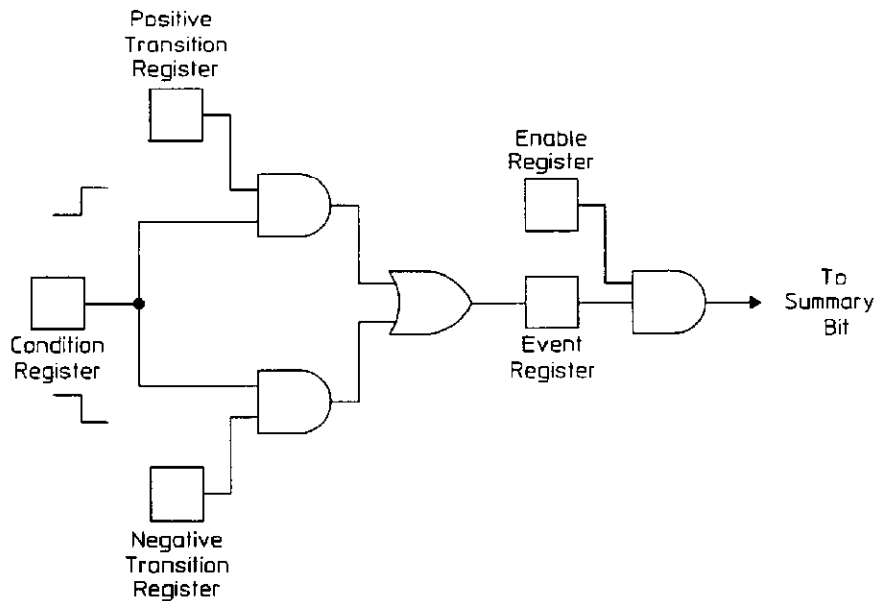 Positive
Transition
Register
Enable
Register
Condition
Register
Event
Register
To
Summary
Bit
Negative
Transition
Register